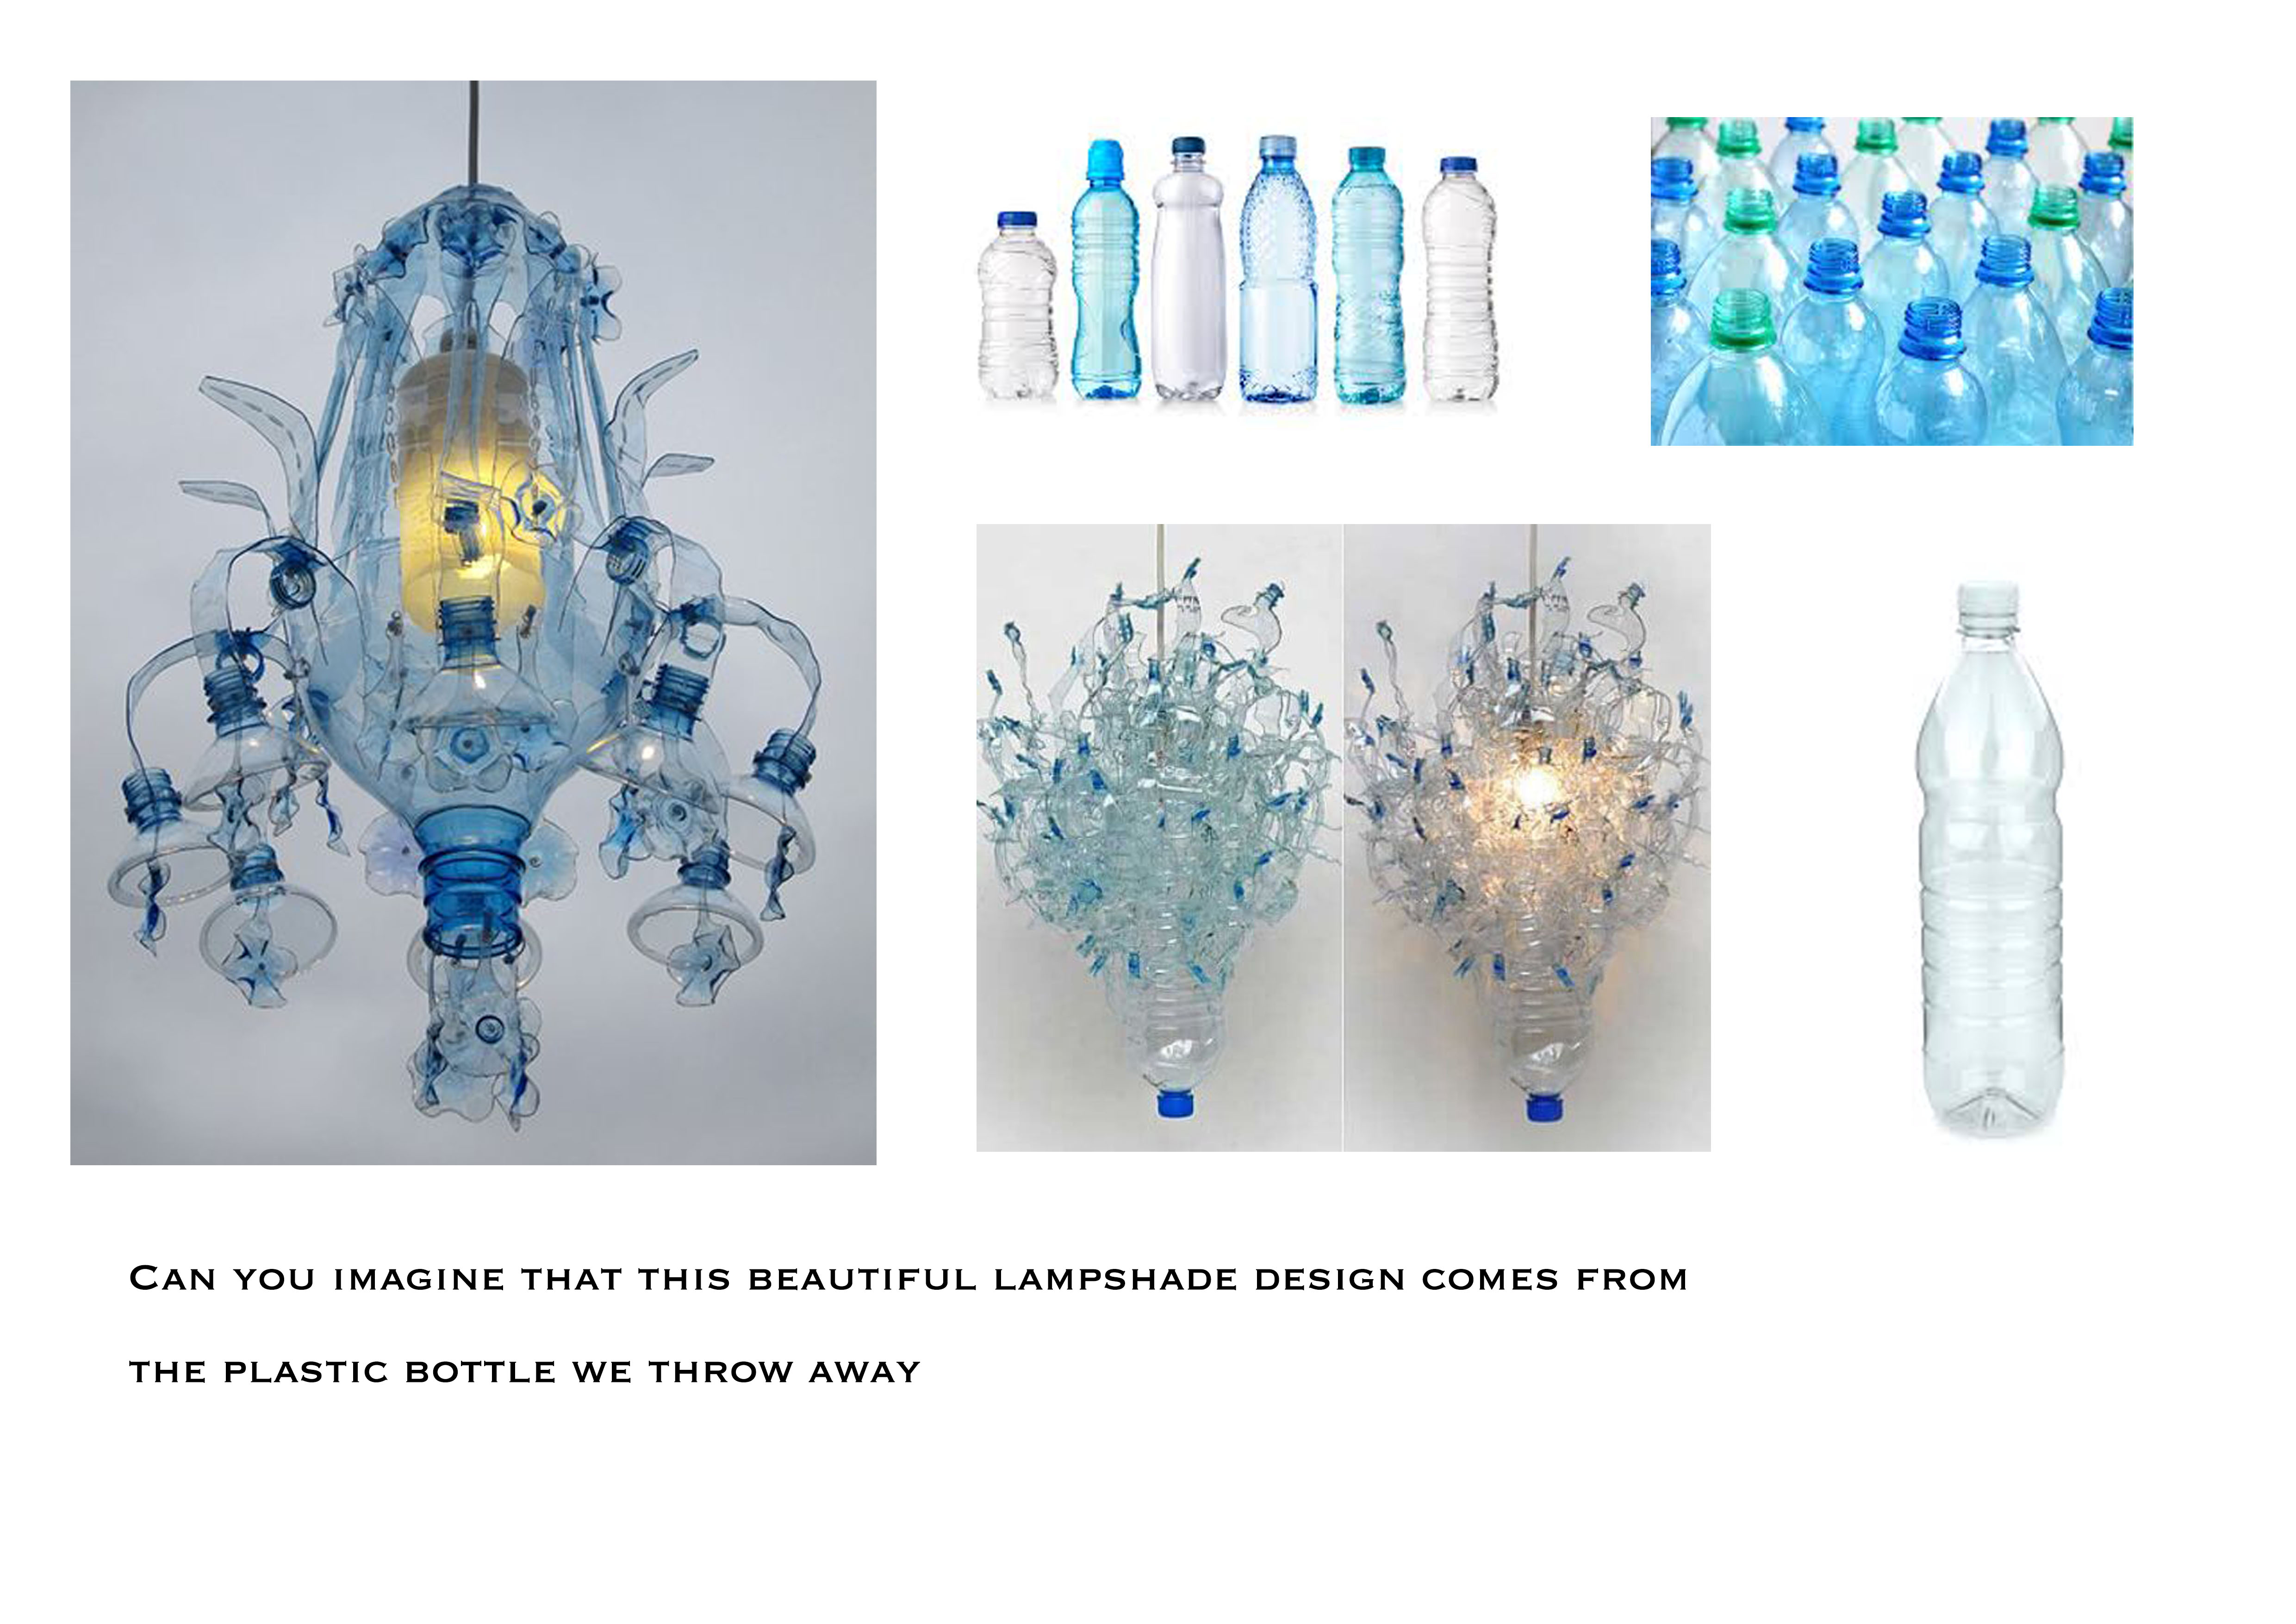 Can you imagine that this beautiful lampshade design comes from
the plastic bottle we throw away